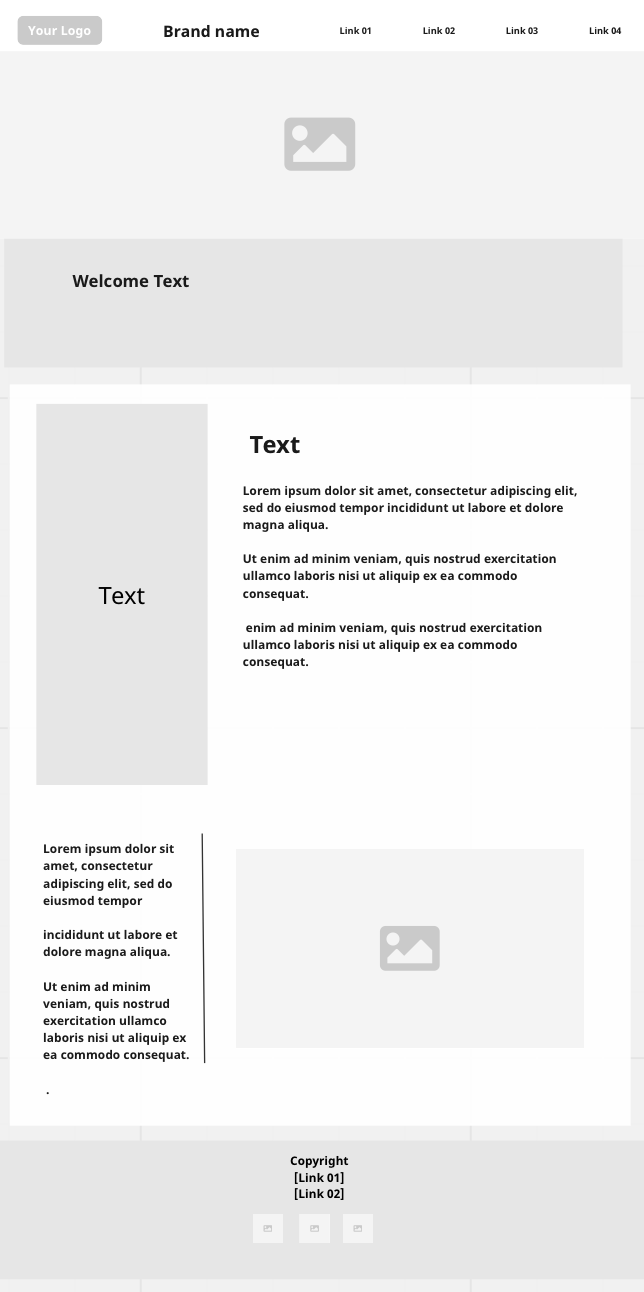 Your Logo
Brand name
Link 01
Link 02
Link 03
Link 04
Welcome Text
Text
Text
Lorem ipsum dolor sit amet, consectetur adipiscing elit,
sed do eiusmod tempor incididunt ut labore et dolore
magna aliqua.
Ut enim ad minim veniam, quis nostrud exercitation
ullamco laboris nisi ut aliquip ex ea commodo
consequat.
enim ad minim veniam, quis nostrud exercitation
ullamco laboris nisi ut aliquip ex ea commodo
consequat.
Lorem ipsum dolor sit
amet, consectetur
adipiscing elit, sed do
eiusmod tempor
incididunt ut labore et
dolore magna aliqua.
Ut enim ad minim
veniam, quis nostrud
exercitation ullamco
laboris nisi ut aliquip ex
ea commodo consequat.
.
Copyright
[Link 01]
[Link 02]